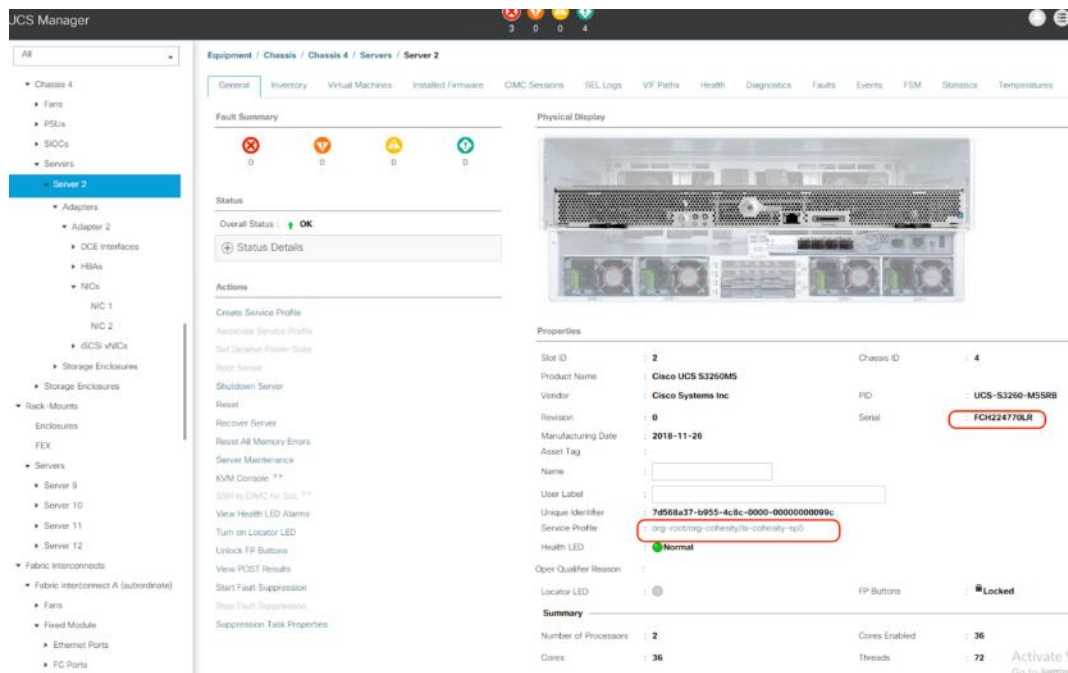 UCS Manager
3 0 0 4
All
Equipment / Chassis / Chassis 4 / Servers / Server 2
General Inventory Virtual Machines Installed Firmware CIMC Sessions SEL Logs VIF Paths Health Diagnostics Faults Events FSM Statistics Temperatures
Chassis 4
Fans
PSUs
SIOCs
Servers
Server 2
Adapters
Adapter 2
DCE Interfaces
HBAs
NICs
NIC 1
NIC 2
iSCSI vNICs
Storage Enclosures
Storage Enclosures
Rack-Mounts
Enclosures
FEX
Servers
Server 9
Server 10
Server 11
Server 12
Fabric Interconnects
Fabric Interconnect A (subordinate)
Fans
Fixed Module
Ethernet Ports
FC Ports
Fault Summary
0 0 0 0
Status
Overall Status : OK
Status Details
Actions
Create Service Profile
Associate Service Profile
Set Desired Power State
Boot Server
Shutdown Server
Reset
Recover Server
Reset All Memory Errors
Server Maintenance
KVM Console >>
SSH to CIMC for SoL >>
View Health LED Alarms
Turn on Locator LED
Unlock FP Buttons
View POST Results
Start Fault Suppression
Stop Fault Suppression
Suppression Task Properties
Physical Display
Properties
Slot ID : 2 Chassis ID : 4
Product Name : Cisco UCS S3260M5
Vendor : Cisco Systems Inc PID : UCS-S3260-M5SRB
Revision : 0 Serial : FCH224770LR
Manufacturing Date : 2018-11-26
Asset Tag :
Name :
User Label :
Unique Identifier : 7d568a37-b955-4c8c-0000-00000000099c
Service Profile : org-root/org-cohesity/ls-cohesity-sp5
Health LED : Normal
Oper Qualifier Reason :
Locator LED : FP Buttons : Locked
Summary
Number of Processors : 2 Cores Enabled : 36
Cores : 36 Threads : 72
Activate